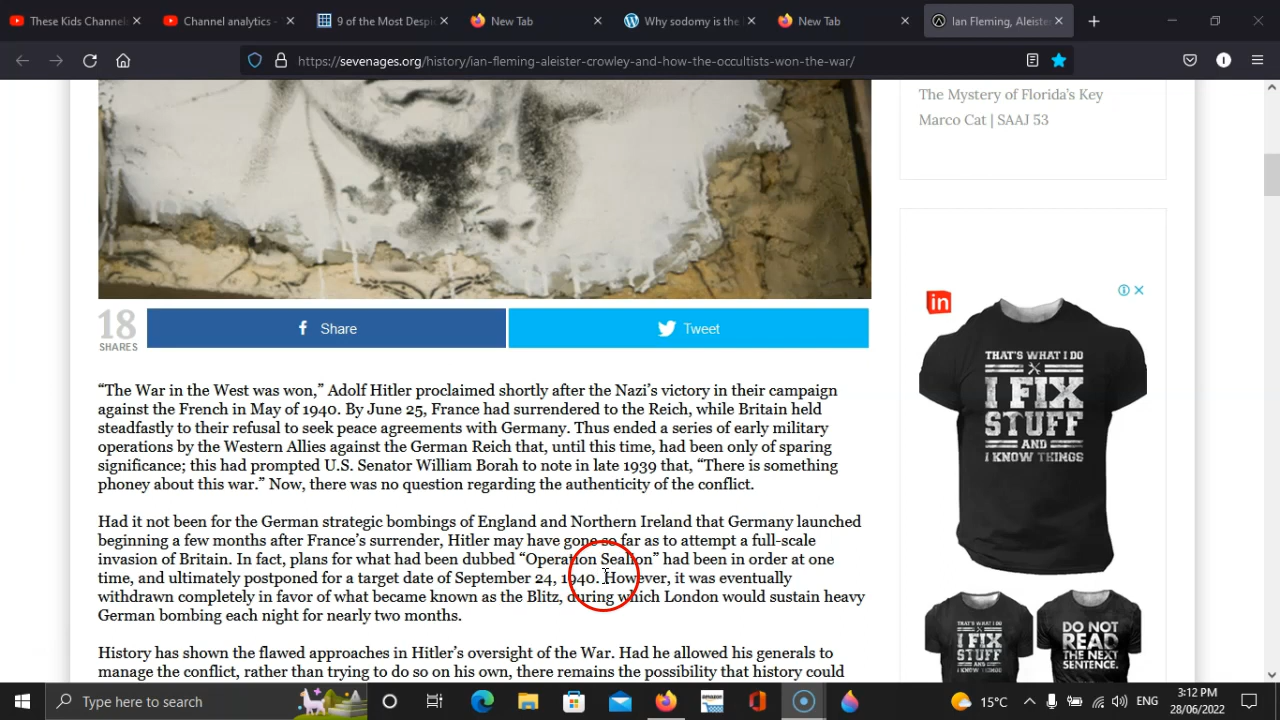 These Kids Channel
Channel analytics -
9 of the Most Despi
New Tab
Why sodomy is the
New Tab
Ian Fleming, Aleiste
https://serenages.org/history/ian-fleming-aleister-crowley-and-how-the-occultists-won-the-war/
The Mystery of Florida's Key
Marco Cat | SAAJ 53
18
SHARES
Share
Tweet
in
THAT'S WHAT I DO
I FIX
STUFF
AND
I KNOW THINGS
“The War in the West was won,” Adolf Hitler proclaimed shortly after the Nazi’s victory in their campaign
against the French in May of 1940. By June 25, France had surrendered to the Reich, while Britain held
steadfastly to their refusal to seek peace agreements with Germany. Thus ended a series of early military
operations by the Western Allies against the German Reich that, until this time, had been only of sparing
significance; this had prompted U.S. Senator William Borah to note in late 1939 that, “There is something
phoney about this war.” Now, there was no question regarding the authenticity of the conflict.
Had it not been for the German strategic bombings of England and Northern Ireland that Germany launched
beginning a few months after France’s surrender, Hitler may have gone so far as to attempt a full-scale
invasion of Britain. In fact, plans for what had been dubbed “Operation Sealion” had been in order at one
time, and ultimately postponed for a target date of September 24, 1940. However, it was eventually
withdrawn completely in favor of what became known as the Blitz, during which London would sustain heavy
German bombing each night for nearly two months.
History has shown the flawed approaches in Hitler’s oversight of the War. Had he allowed his generals to
manage the conflict, rather than trying to do so on his own, there remains the possibility that history could
THAT'S WHAT I DO
I FIX
STUFF
AND
I KNOW THINGS
DO NOT
READ
THE NEXT
SENTENCE.
Type here to search
15°C
ENG
3:12 PM
28/06/2022